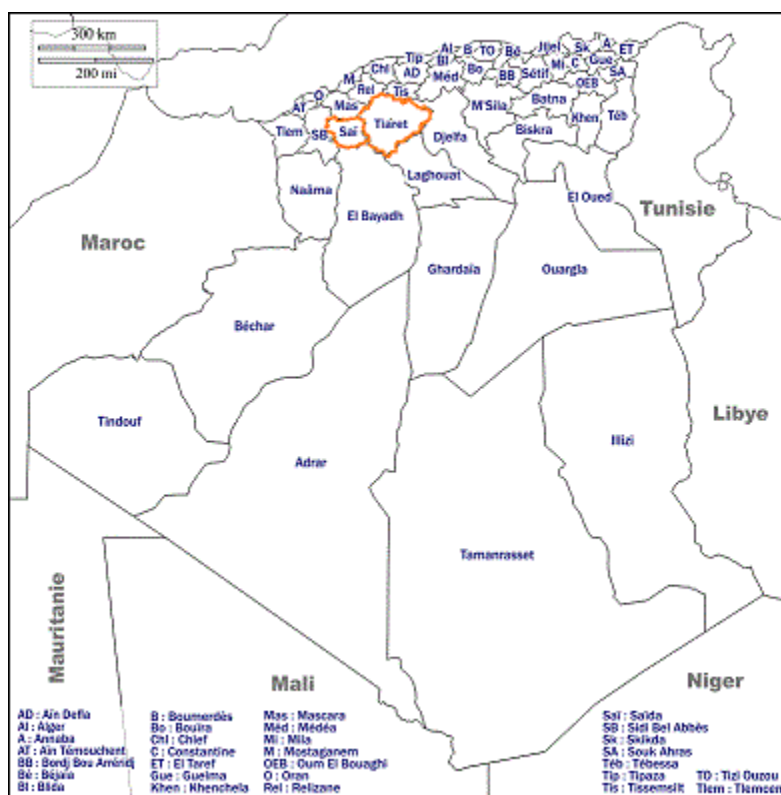 300 km
200 mi
Al B TO Bé Jijel Sk A ET
Tip Bl Bo Sétif Mi C Gue
Chl AD Méd BB SA
M Rel Tis OEB
O Mas M'Sila Batna
AT Khen Téb
Tlem SB Saï Tiaret Djelfa Biskra
Laghouat
Naâma El Oued
El Bayadh Tunisie
Maroc
Ghardaïa Ouargla
Béchar
Libye
Tindouf
Illizi
Adrar
Tamanrasset
Mauritanie
Mali Niger
AD : Aïn Defla
Al : Alger
A : Annaba
AT : Aïn Témouchent
BB : Bordj Bou Arréridj
Bé : Béjaïa
Bl : Blida
B : Boumerdès
Bo : Bouira
Chl : Chlef
C : Constantine
ET : El Taref
Gue : Guelma
Khen : Khenchela
Mas : Mascara
Méd : Médéa
Mi : Mila
M : Mostaganem
OEB : Oum El Bouaghi
O : Oran
Rel : Relizane
Saï : Saïda
SB : Sidi Bel Abbès
Sk : Skikda
SA : Souk Ahras
Téb : Tébessa
Tip : Tipaza
Tis : Tissemsilt
TO : Tizi Ouzou
Tlem : Tlemcen